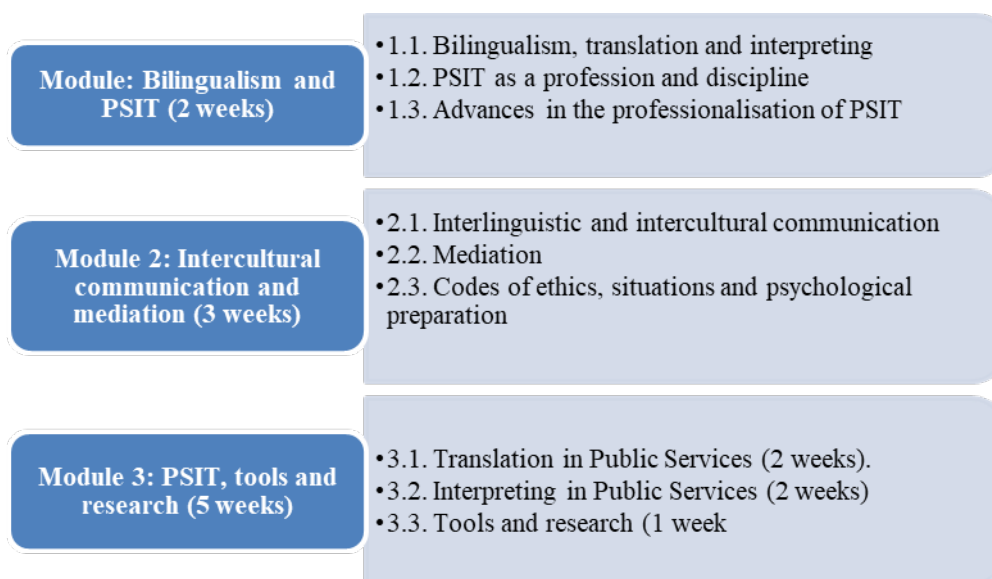 Module: Bilingualism and
PSIT (2 weeks)
•1.1. Bilingualism, translation and interpreting
•1.2. PSIT as a profession and discipline
•1.3. Advances in the professionalisation of PSIT
Module 2: Intercultural
communication and
mediation (3 weeks)
•2.1. Interlinguistic and intercultural communication
•2.2. Mediation
•2.3. Codes of ethics, situations and psychological
preparation
Module 3: PSIT, tools and
research (5 weeks)
•3.1. Translation in Public Services (2 weeks).
•3.2. Interpreting in Public Services (2 weeks)
•3.3. Tools and research (1 week